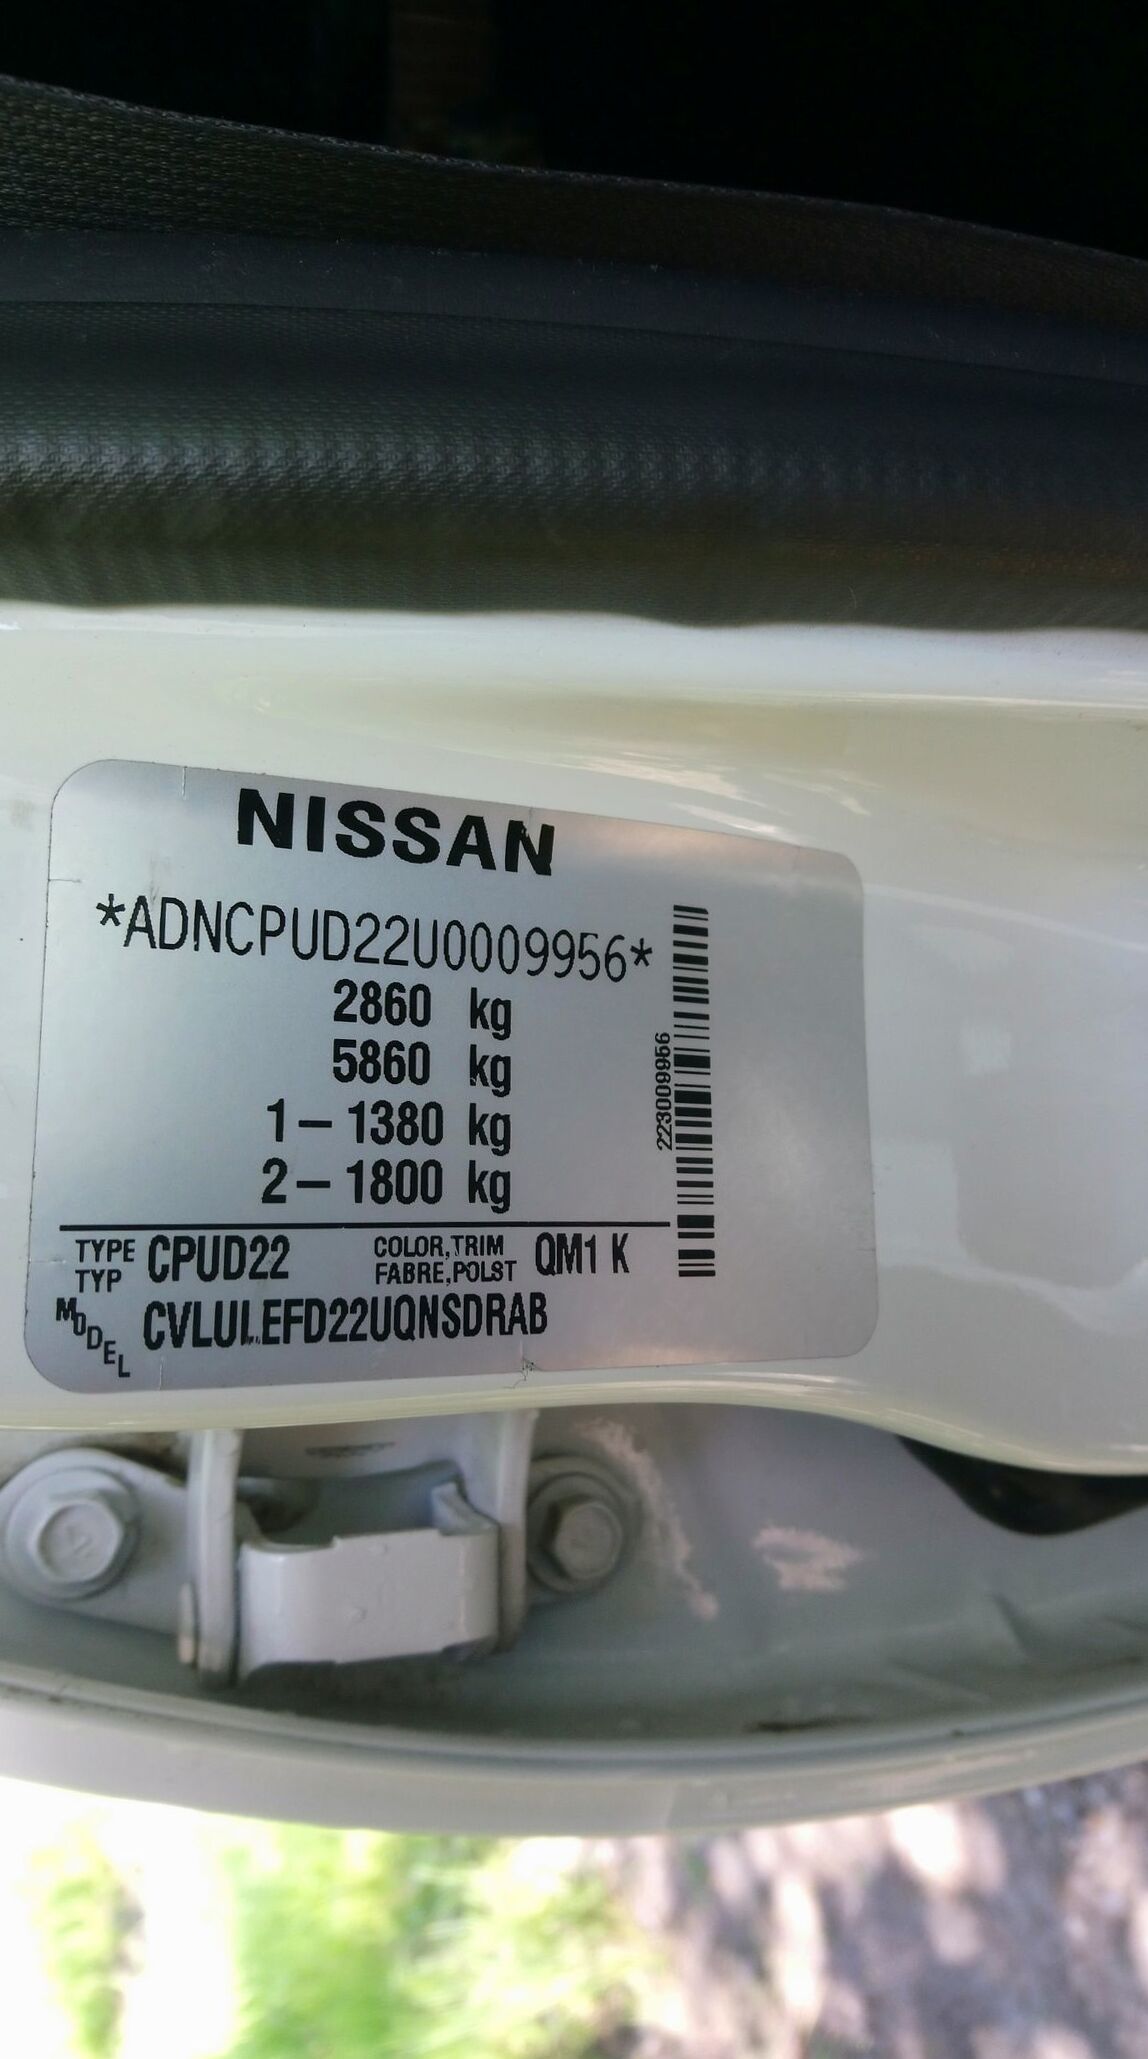 NISSAN
*ADNCPUD22U0009956*
2860 kg
5860 kg
1–1380 kg
2–1800 kg
223009956
TYPE CPUD22 COLOR,TRIM QM1 K
TYP FABRE,POLST
MODEL CVLULEFD22UQNSDRAB